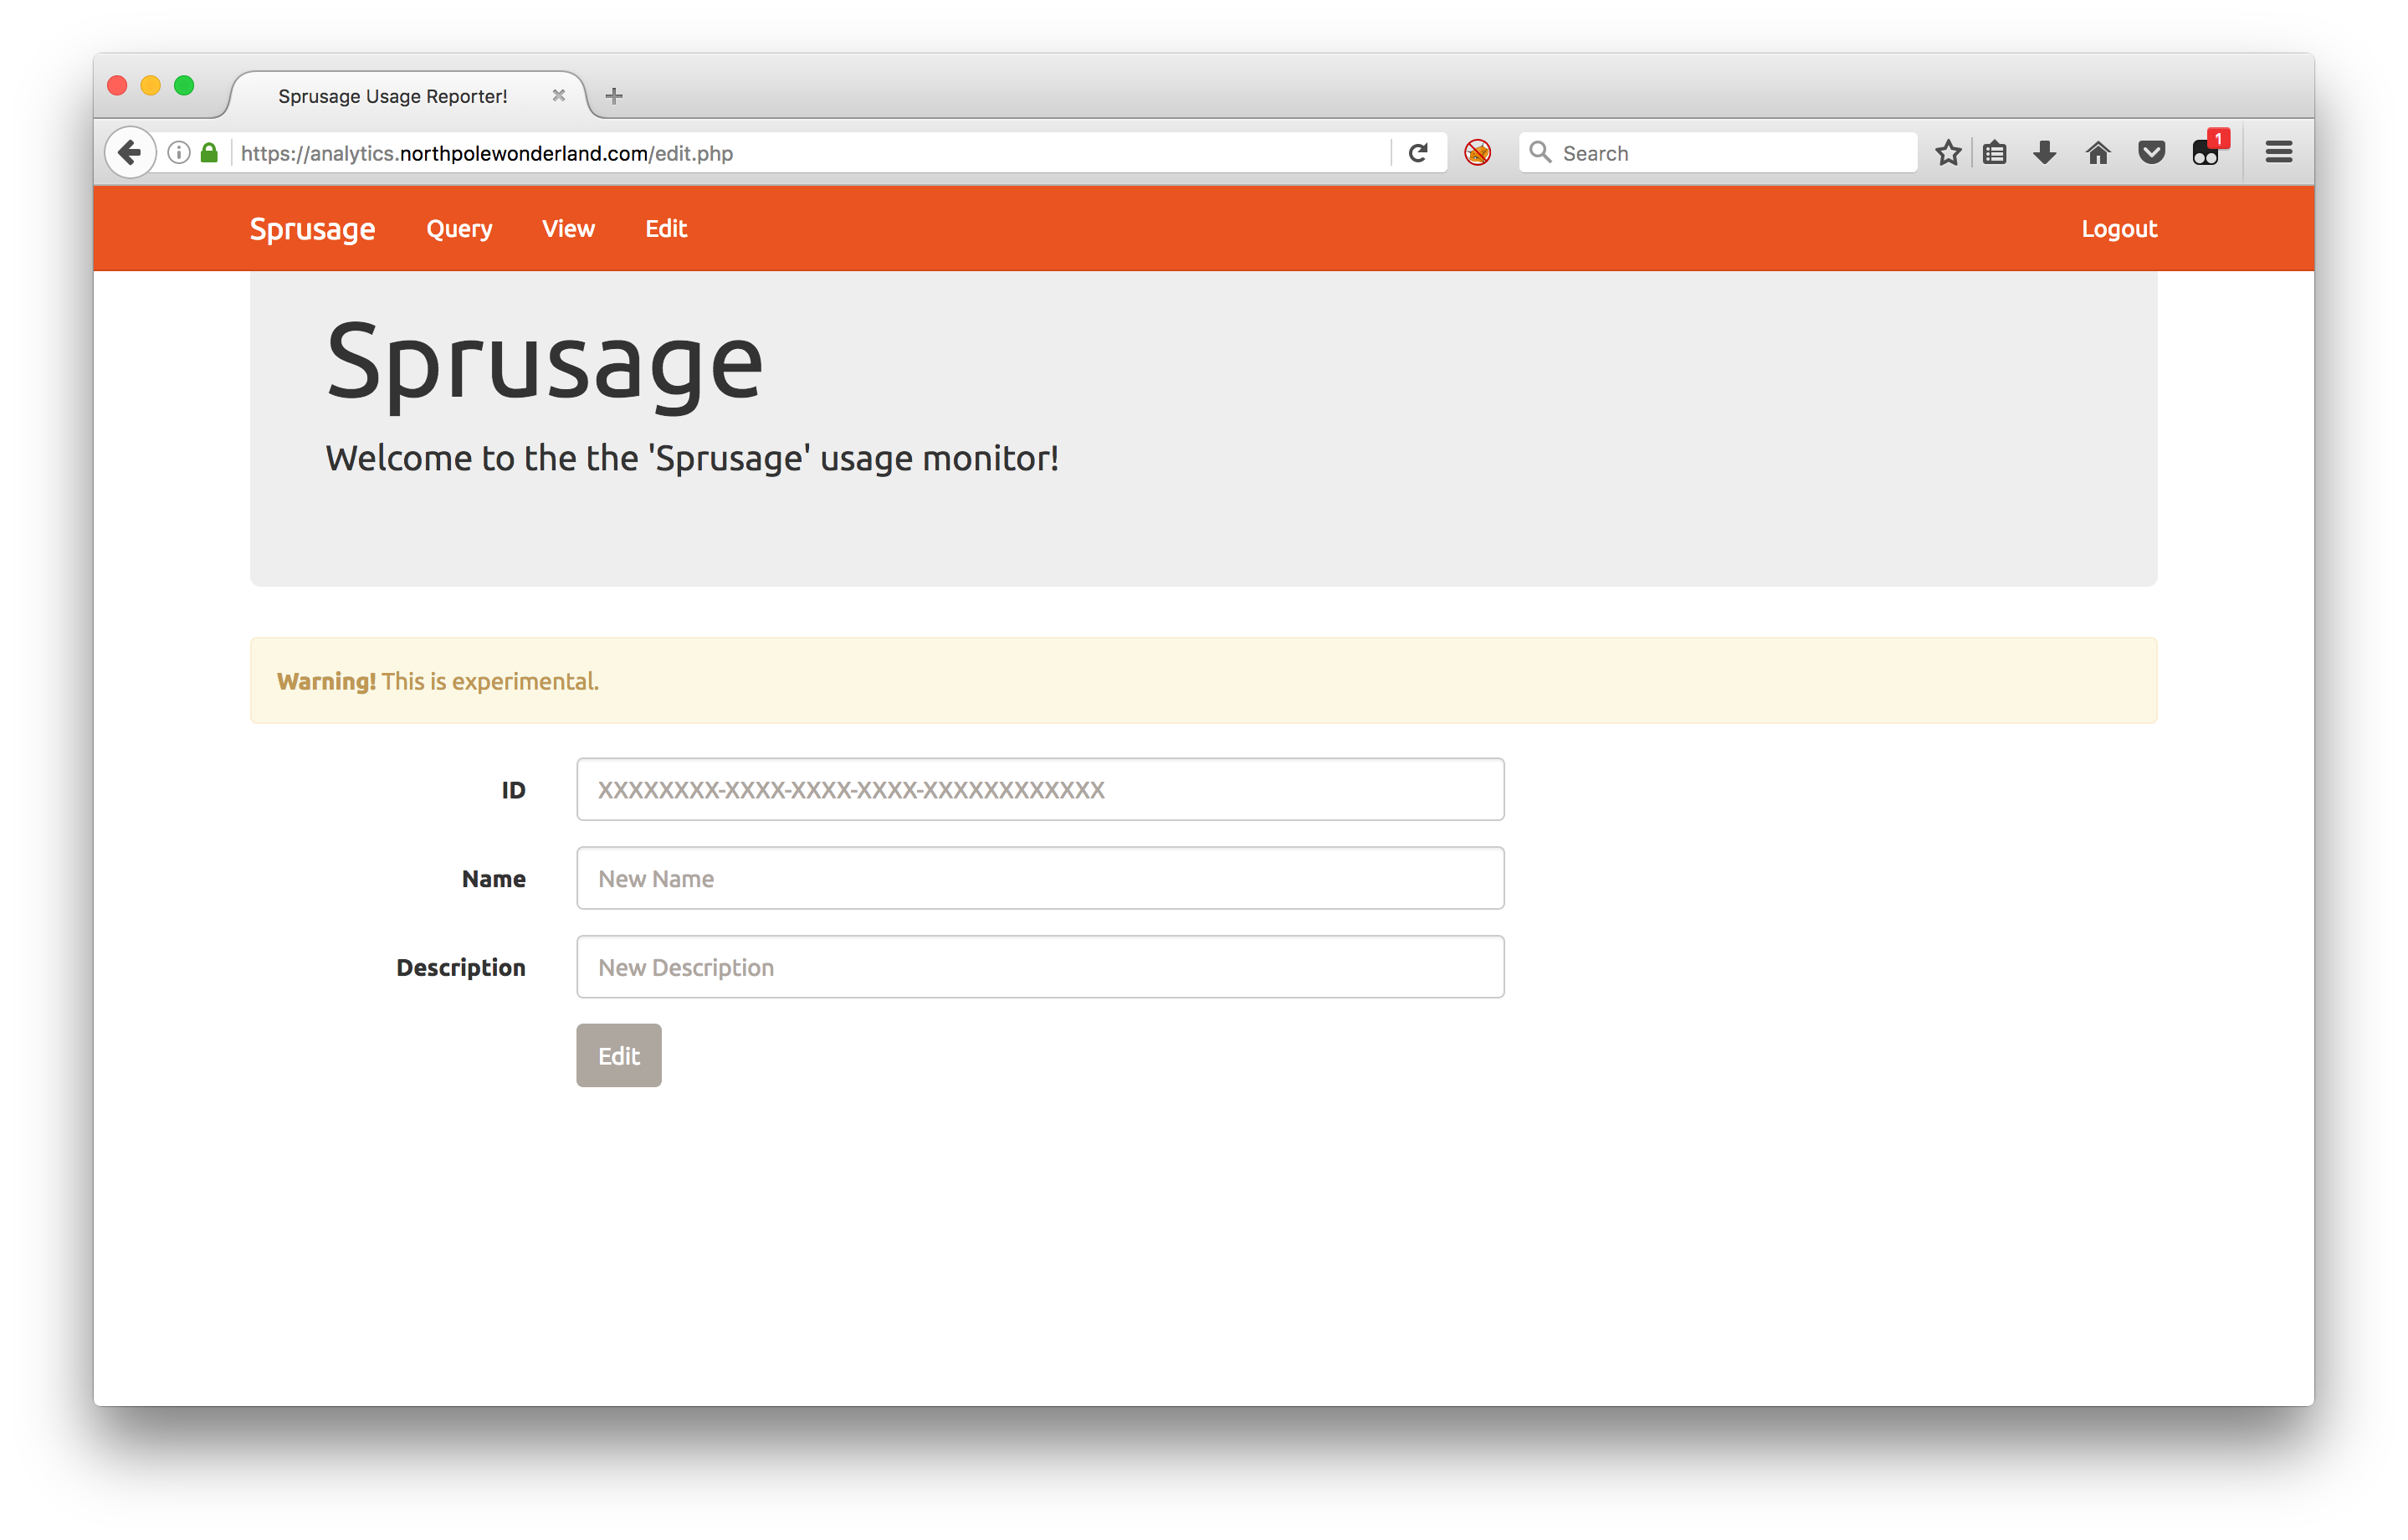 Sprusage Usage Reporter!
1
https://analytics.northpolewonderland.com/edit.php
Search
Sprusage Query View Edit Logout
Sprusage
Welcome to the the 'Sprusage' usage monitor!
Warning! This is experimental.
ID XXXXXXXX-XXXX-XXXX-XXXX-XXXXXXXXXXXX
Name New Name
Description New Description
Edit